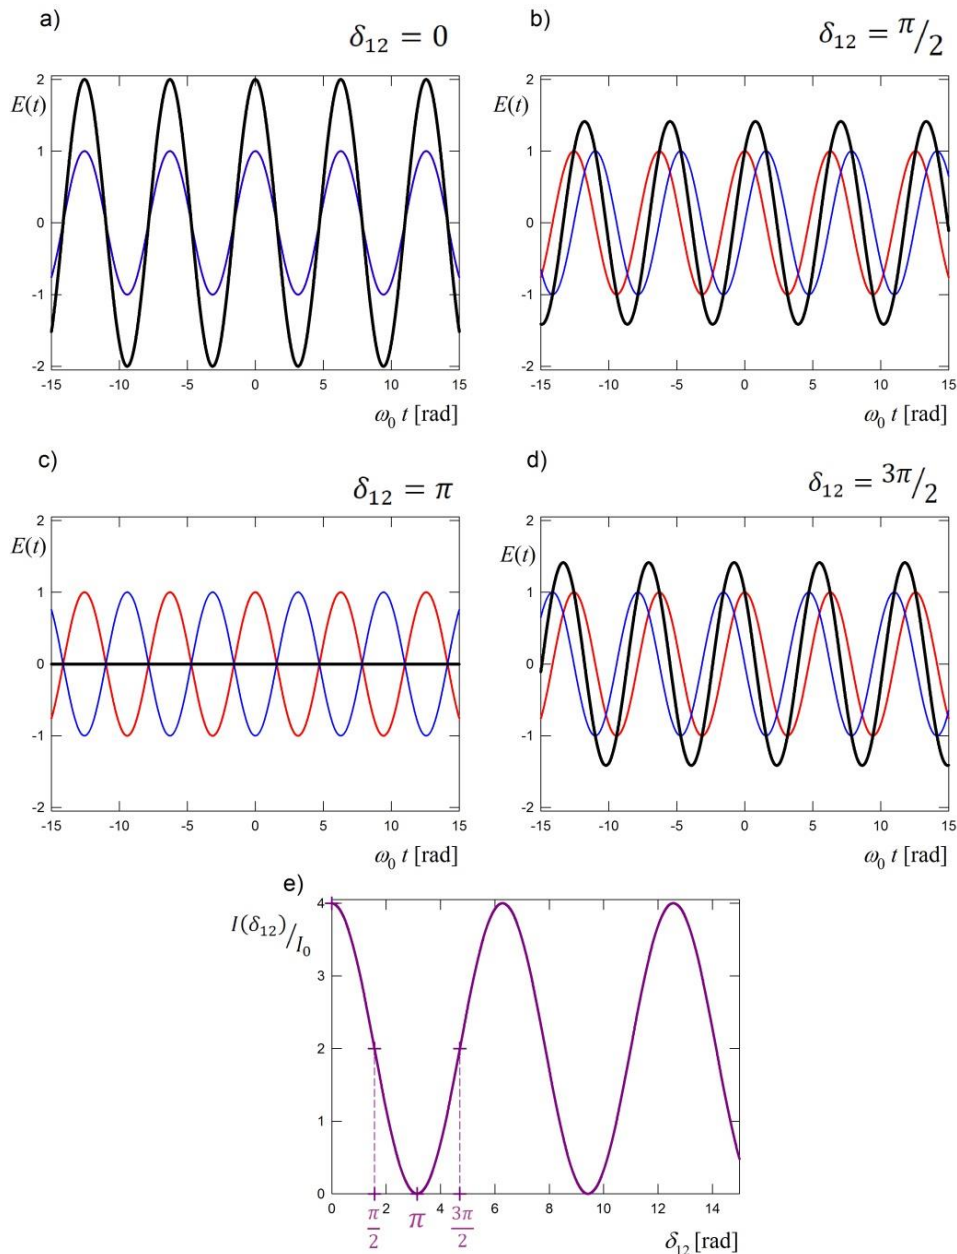 a)
δ₁₂ = 0
2
E(t)
1
0
-1
-2
-15 -10 -5 0 5 10 15
ω₀ t [rad]
b)
δ₁₂ = π/2
2
E(t)
1
0
-1
-2
-15 -10 -5 0 5 10 15
ω₀ t [rad]
c)
δ₁₂ = π
2
E(t)
1
0
-1
-2
-15 -10 -5 0 5 10 15
ω₀ t [rad]
d)
δ₁₂ = 3π/2
2
E(t)
1
0
-1
-2
-15 -10 -5 0 5 10 15
ω₀ t [rad]
e)
4
I(δ₁₂)/I₀
3
2
1
0
0 2 4 6 8 10 12 14
π/2 π 3π/2
δ₁₂ [rad]